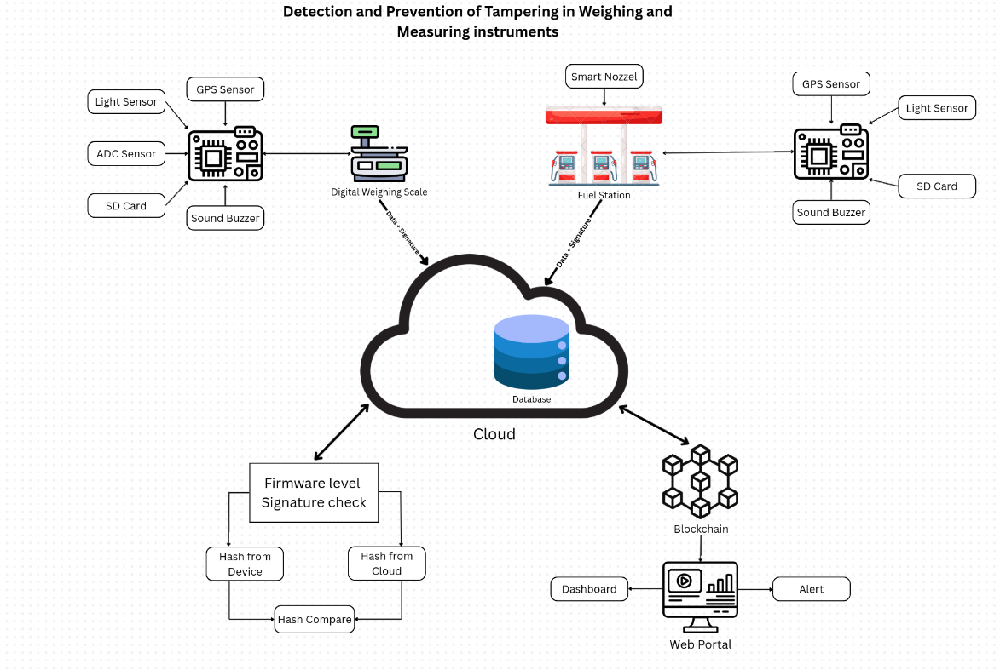 Detection and Prevention of Tampering in Weighing and
Measuring instruments
Smart Nozzel
GPS Sensor
GPS Sensor
Light Sensor
Light Sensor
ADC Sensor
SD Card
SD Card
Sound Buzzer
Sound Buzzer
Digital Weighing Scale
Fuel Station
Data + Signature
Data + Signature
Database
Cloud
Firmware level
Signature check
Hash from
Device
Hash from
Cloud
Hash Compare
Blockchain
Dashboard
Alert
Web Portal